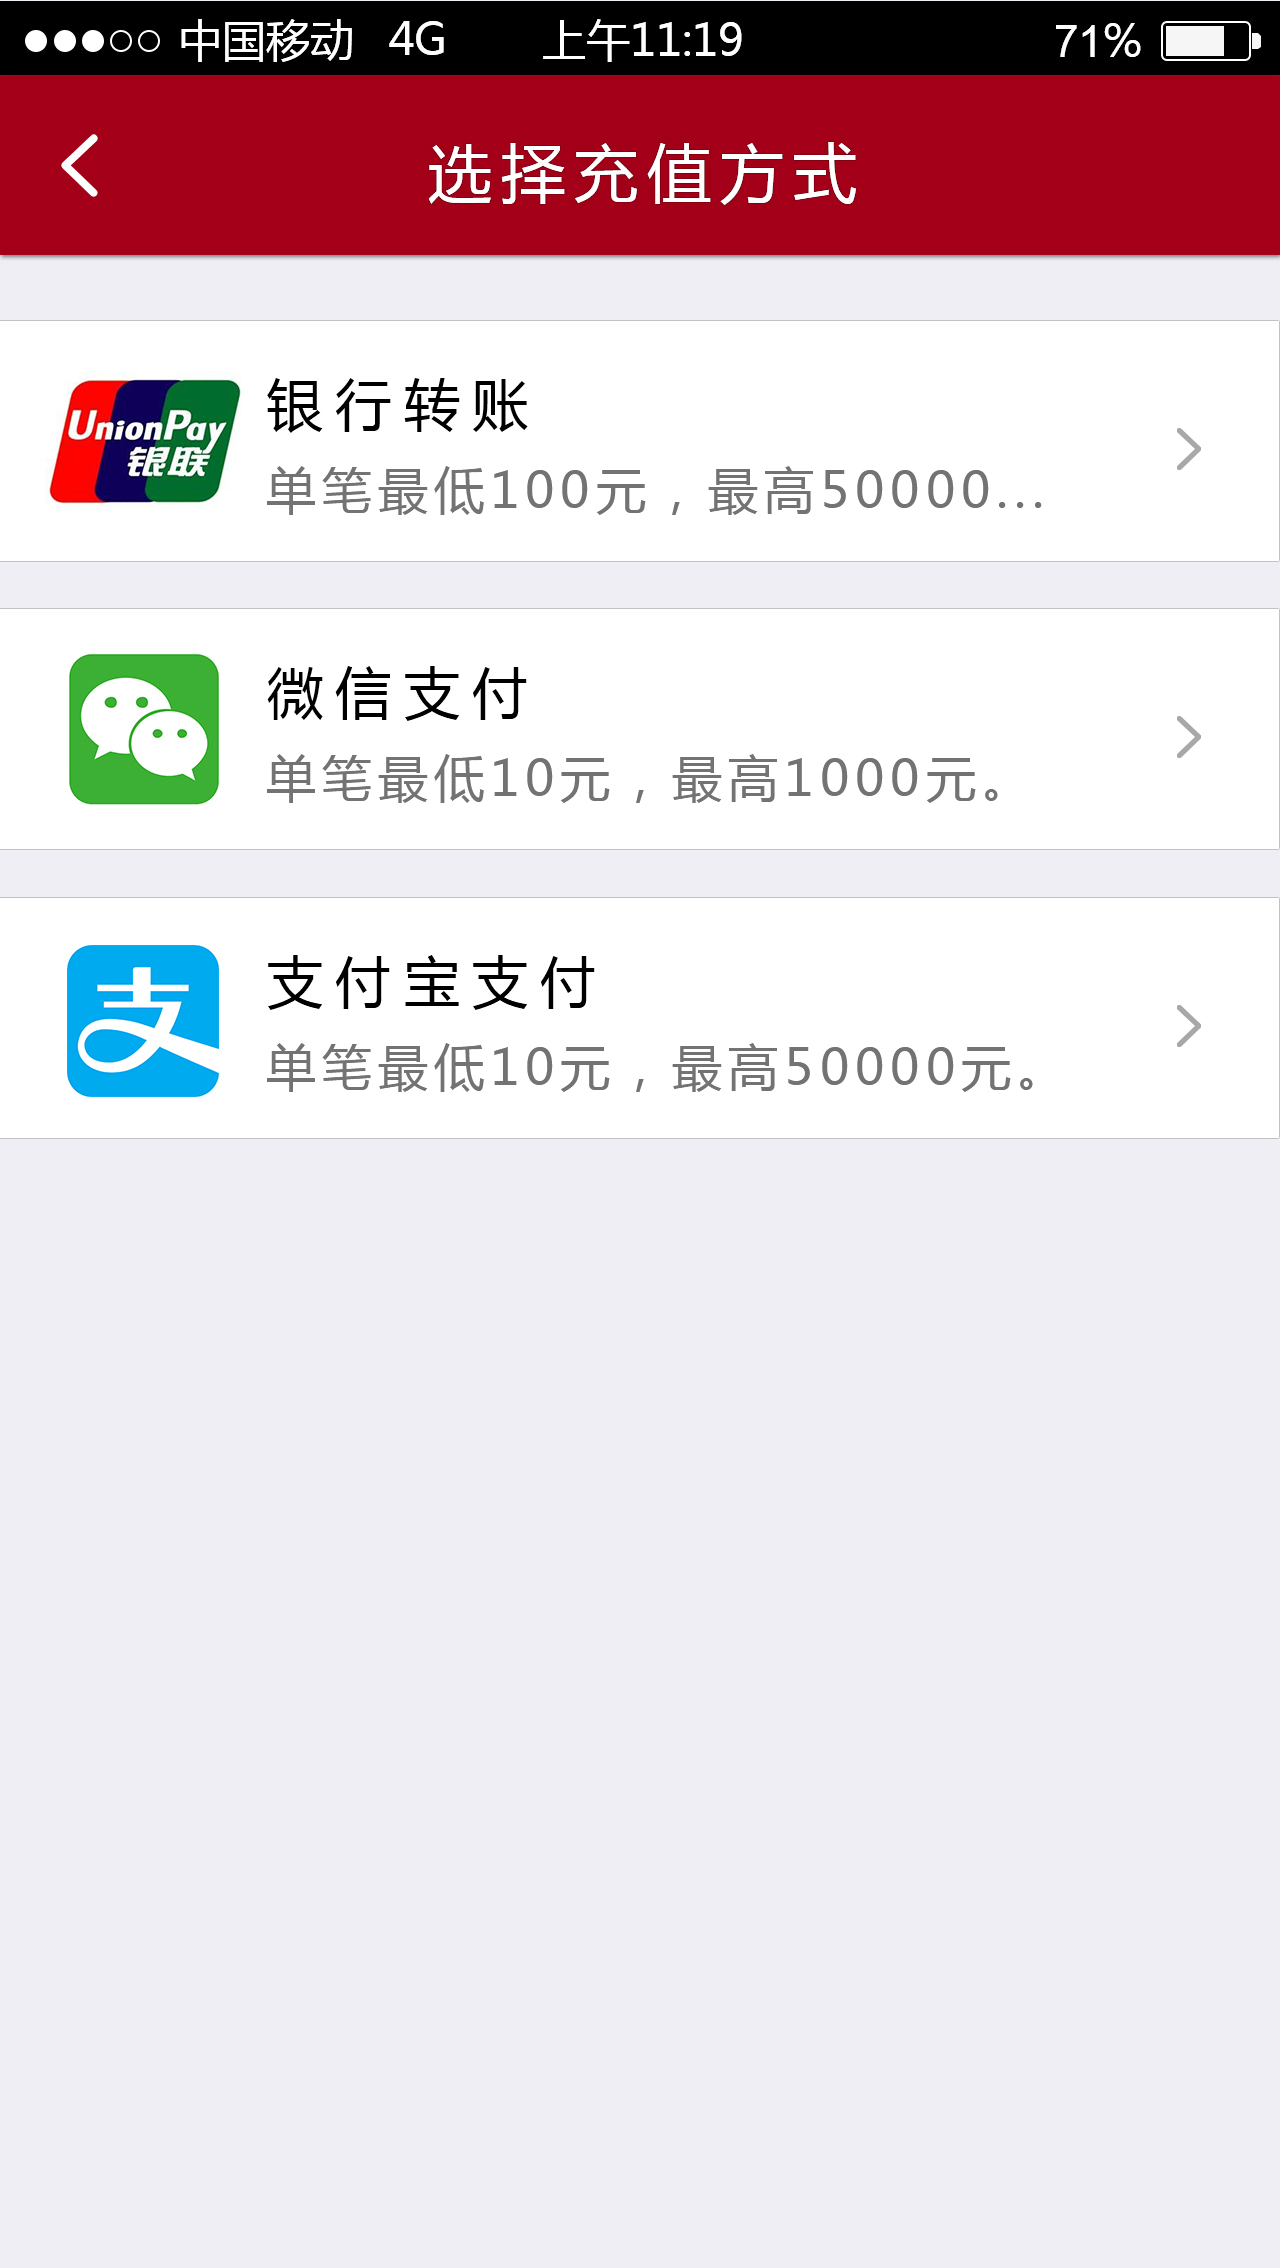 中国移动 4G 上午11:19 71%
选择充值方式
UnionPay
银联
银行转账
单笔最低100元，最高50000...
微信支付
单笔最低10元，最高1000元。
支
支付宝支付
单笔最低10元，最高50000元。